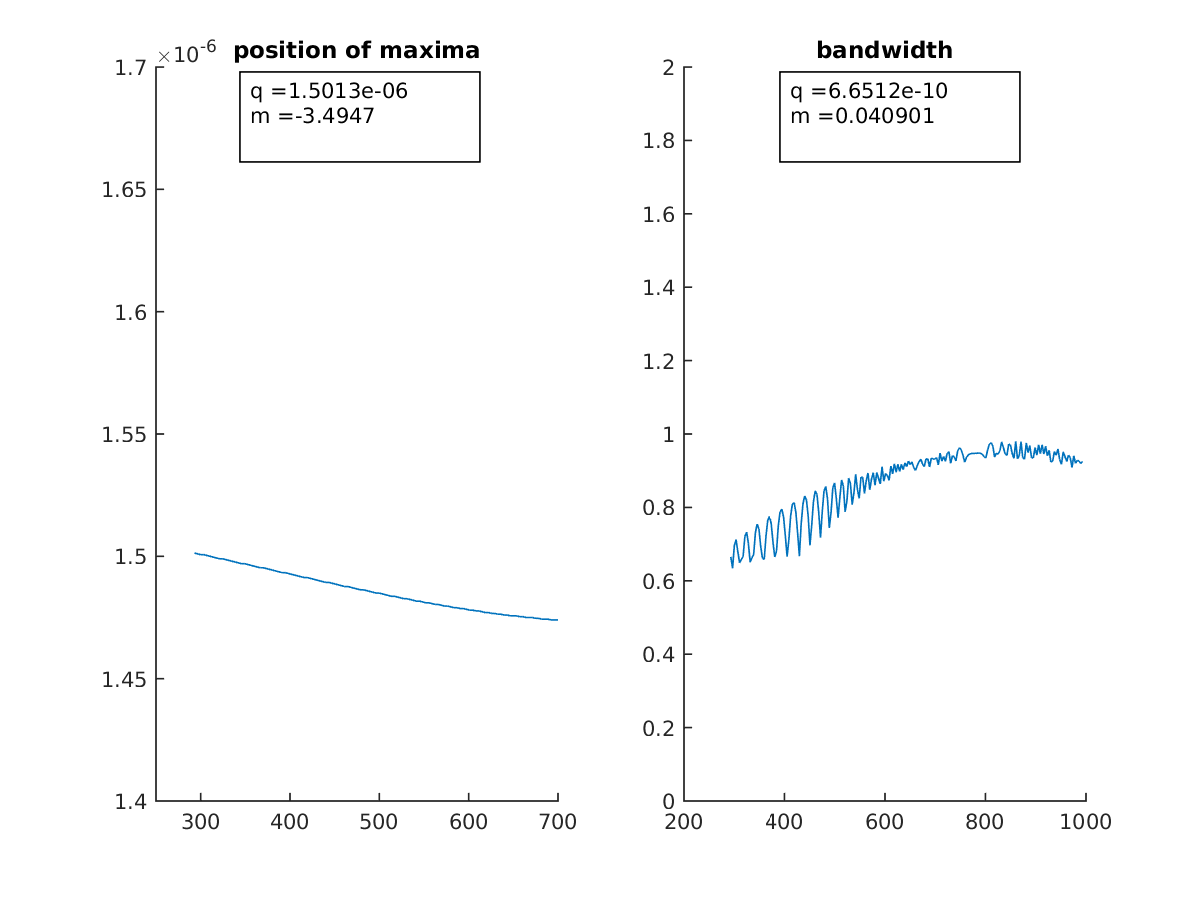 ×10-6
position of maxima
q =1.5013e-06
m =-3.4947
1.7
1.65
1.6
1.55
1.5
1.45
1.4
300 400 500 600 700
bandwidth
q =6.6512e-10
m =0.040901
2
1.8
1.6
1.4
1.2
1
0.8
0.6
0.4
0.2
0
200 400 600 800 1000